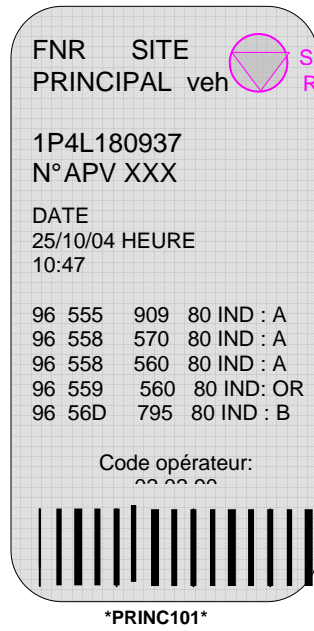 FNR SITE
PRINCIPAL veh
S
R
1P4L180937
N° APV XXX
DATE
25/10/04 HEURE
10:47
96 555 909 80 IND : A
96 558 570 80 IND : A
96 558 560 80 IND : A
96 559 560 80 IND: OR
96 56D 795 80 IND : B
Code opérateur:
*PRINC101*